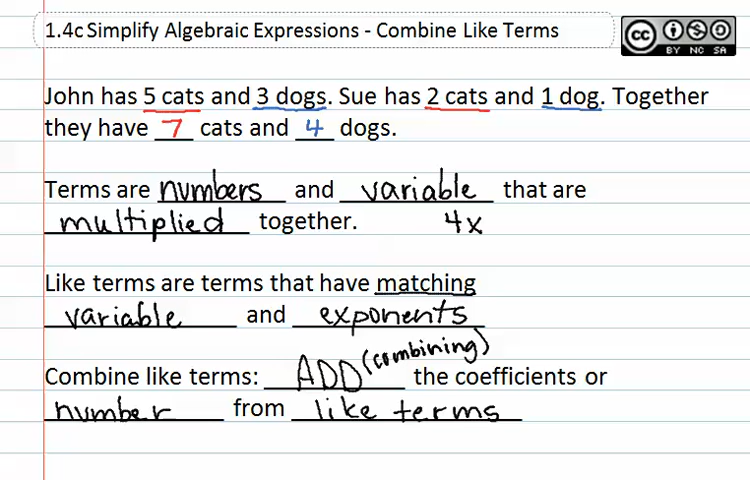 1.4c Simplify Algebraic Expressions - Combine Like Terms
cc BY NC SA
John has 5 cats and 3 dogs. Sue has 2 cats and 1 dog. Together
they have 7 cats and 4 dogs.
Terms are numbers and variable that are
multiplied together. 4x
Like terms are terms that have matching
variable and exponents
Combine like terms: ADD (combining) the coefficients or
number from like terms